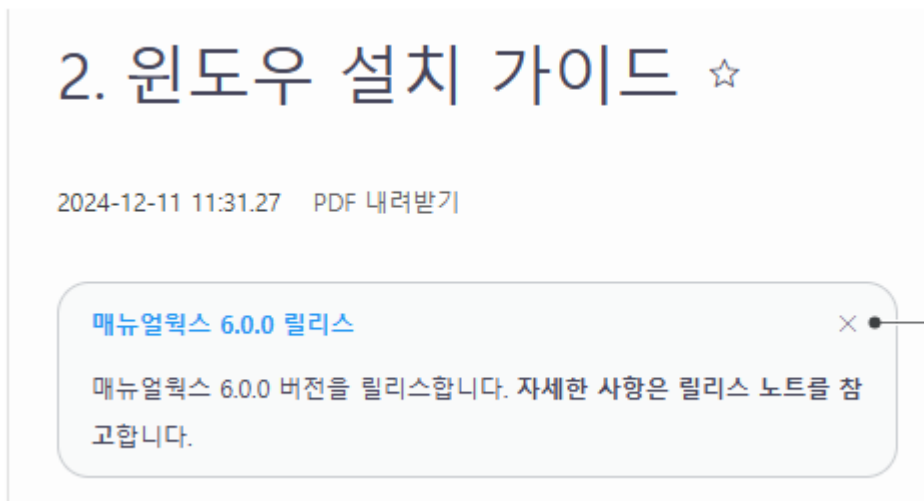 2. 윈도우 설치 가이드 ☆
2024-12-11 11:31.27 PDF 내려받기
매뉴얼웍스 6.0.0 릴리스
매뉴얼웍스 6.0.0 버전을 릴리스합니다. 자세한 사항은 릴리스 노트를 참
고합니다.